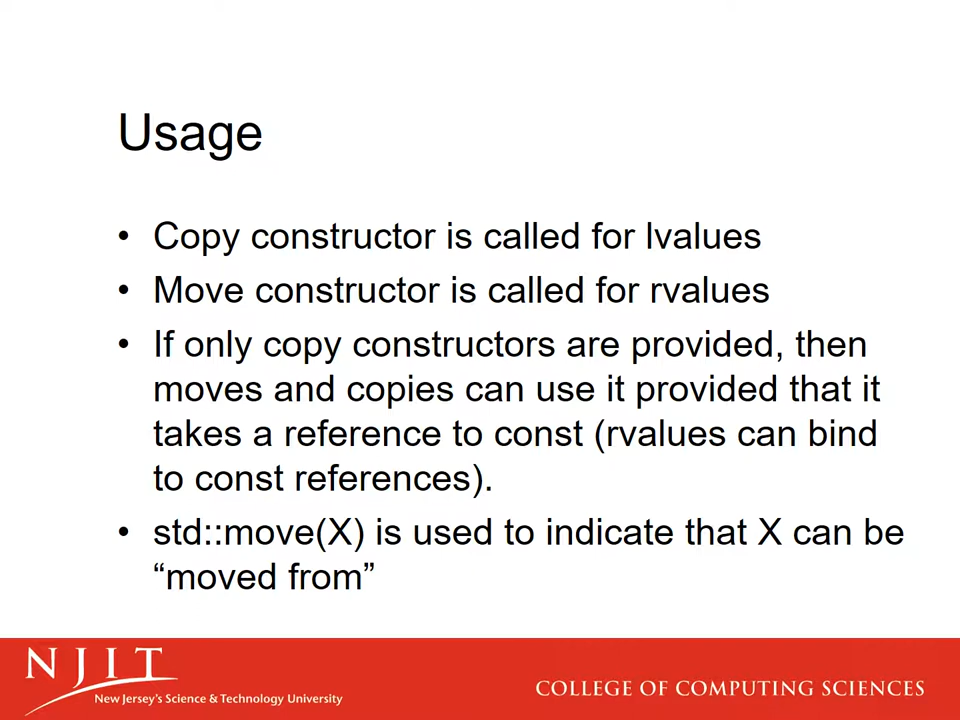 Usage
• Copy constructor is called for lvalues
• Move constructor is called for rvalues
• If only copy constructors are provided, then
moves and copies can use it provided that it
takes a reference to const (rvalues can bind
to const references).
• std::move(X) is used to indicate that X can be
“moved from”
NJIT
New Jersey's Science & Technology University
COLLEGE OF COMPUTING SCIENCES